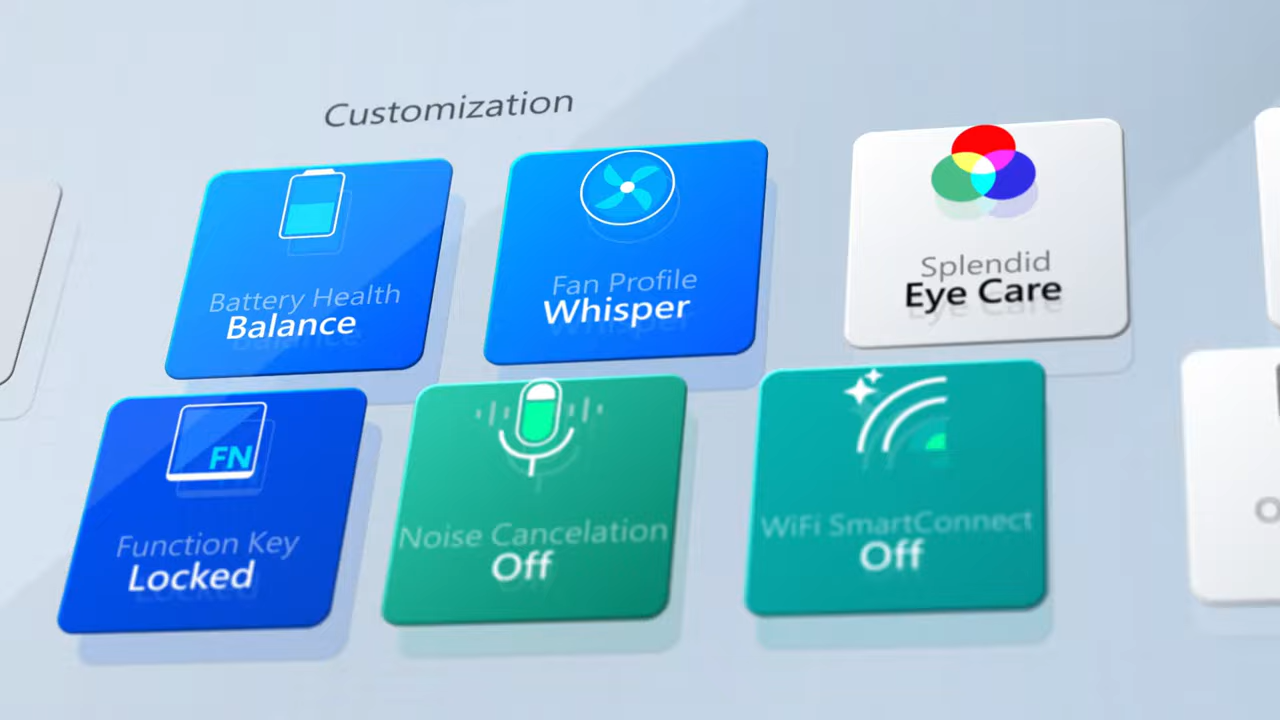 Customization
Battery Health
Balance
Fan Profile
Whisper
Splendid
Eye Care
FN
Function Key
Locked
Noise Cancelation
Off
WiFi SmartConnect
Off